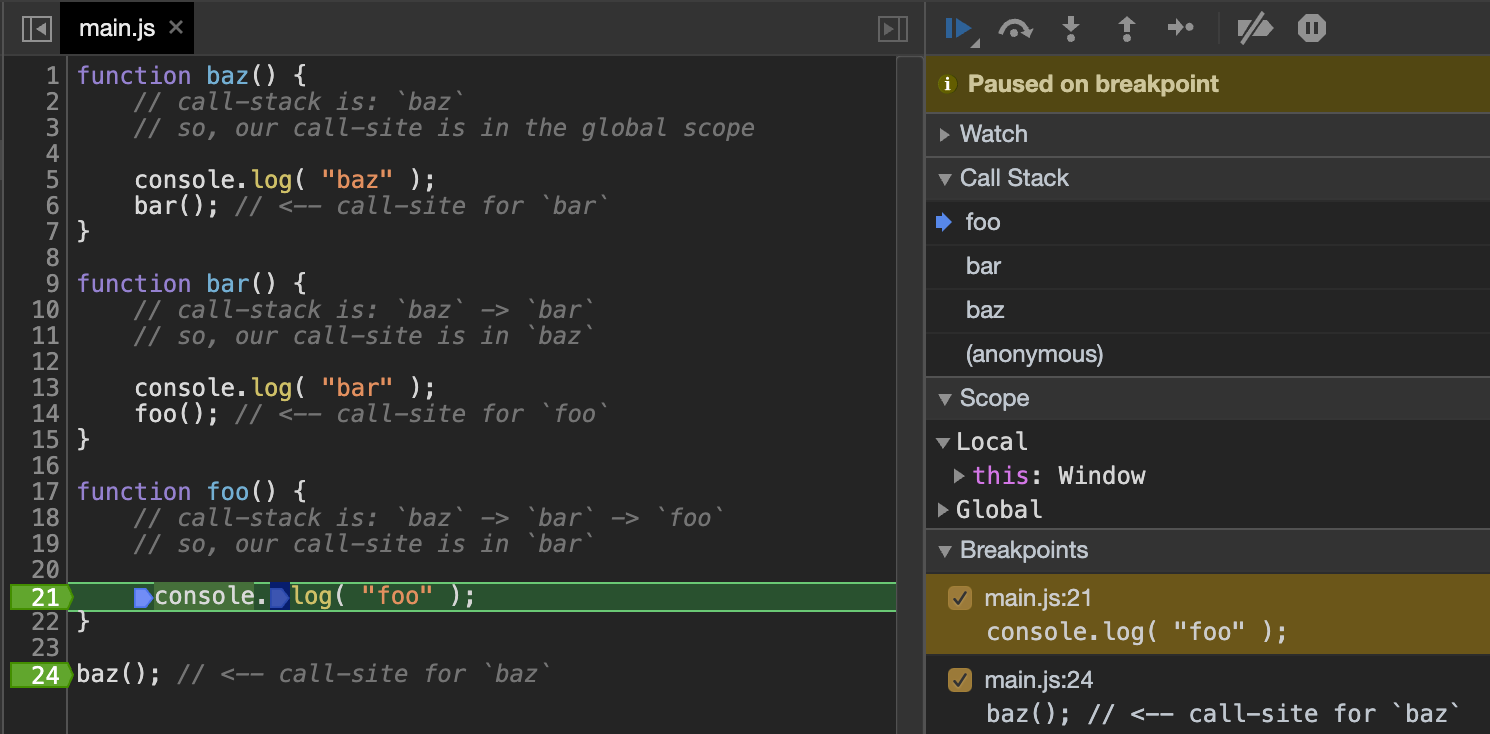 main.js ×
1 function baz() {
2     // call-stack is: `baz`
3     // so, our call-site is in the global scope
4
5     console.log( "baz" );
6     bar(); // <-- call-site for `bar`
7 }
8
9 function bar() {
10     // call-stack is: `baz` -> `bar`
11     // so, our call-site is in `baz`
12
13     console.log( "bar" );
14     foo(); // <-- call-site for `foo`
15 }
16
17 function foo() {
18     // call-stack is: `baz` -> `bar` -> `foo`
19     // so, our call-site is in `bar`
20
21     console.log( "foo" );
22 }
23
24 baz(); // <-- call-site for `baz`
Paused on breakpoint
Watch
Call Stack
foo
bar
baz
(anonymous)
Scope
Local
this: Window
Global
Breakpoints
main.js:21
console.log( "foo" );
main.js:24
baz(); // <-- call-site for `baz`